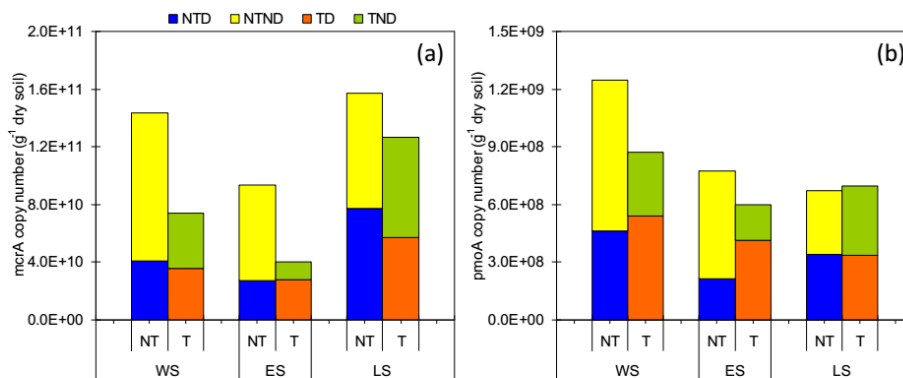 NTD NTND TD TND
(a)
mcrA copy number (g-1 dry soil)
2.0E+11
1.6E+11
1.2E+11
8.0E+10
4.0E+10
0.0E+00
NT T NT T NT T
WS ES LS
(b)
pmoA copy number (g-1 dry soil)
1.5E+09
1.2E+09
9.0E+08
6.0E+08
3.0E+08
0.0E+00
NT T NT T NT T
WS ES LS